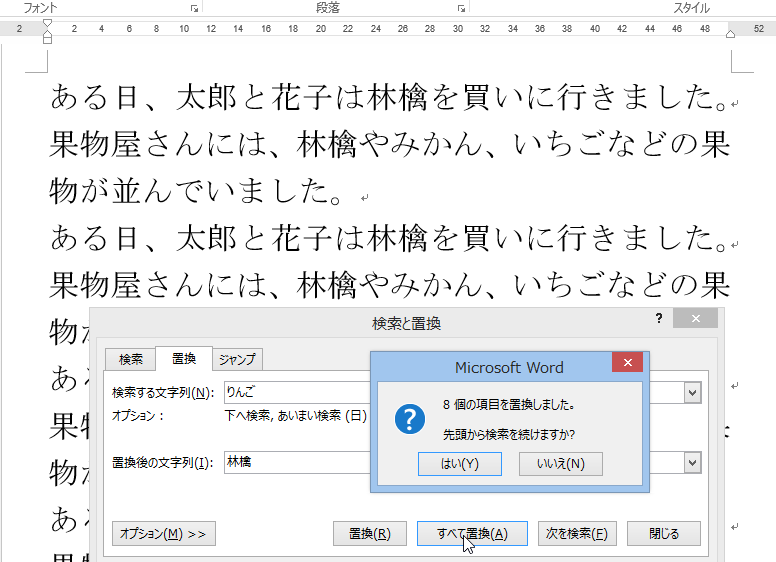 フォント 段落 スタイル
2 2 4 6 8 10 12 14 16 18 20 22 24 26 28 30 32 34 36 38 40 42 44 46 48 52
ある日、太郎と花子は林檎を買いに行きました。
果物屋さんには、林檎やみかん、いちごなどの果
物が並んでいました。
ある日、太郎と花子は林檎を買いに行きました。
果物屋さんには、林檎やみかん、いちごなどの果
物
検索と置換
? ×
あ
検索 置換 ジャンプ
Microsoft Word
×
検索する文字列(N): りんご
果
オプション: 下へ検索, あいまい検索 (日)
8 個の項目を置換しました。
先頭から検索を続けますか?
物
置換後の文字列(I): 林檎
はい(Y) いいえ(N)
ある
オプション(M) >> 置換(R) すべて置換(A) 次を検索(F) 閉じる